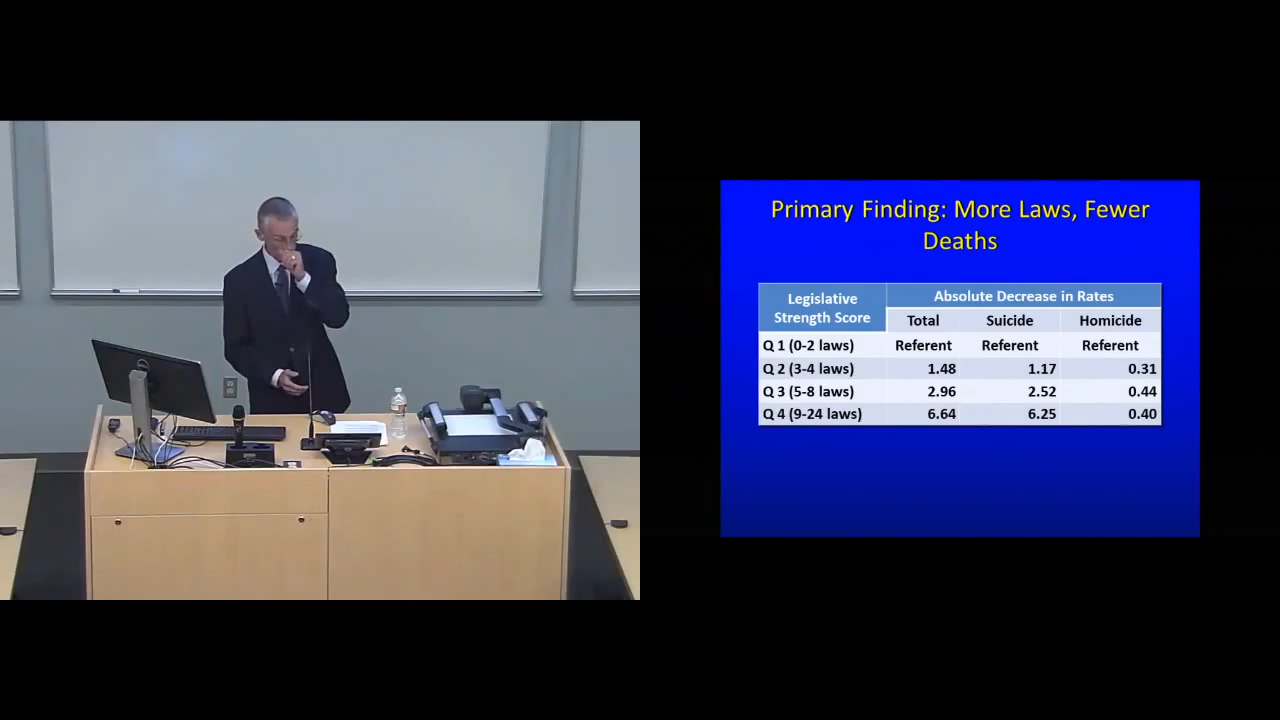 Primary Finding: More Laws, Fewer
Deaths
Legislative
Strength Score
Absolute Decrease in Rates
Total Suicide Homicide
Q 1 (0-2 laws) Referent Referent Referent
Q 2 (3-4 laws) 1.48 1.17 0.31
Q 3 (5-8 laws) 2.96 2.52 0.44
Q 4 (9-24 laws) 6.64 6.25 0.40